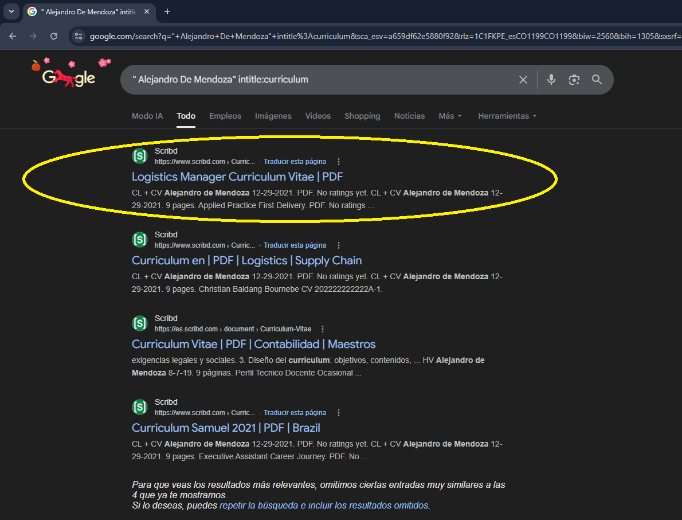 " Alejandro De Mendoza" intitle:
google.com/search?q="+Alejandro+De+Mendoza"+intitle%3Acurriculum&sca_esv=a659df62e5880f92&rlz=1C1FKPE_esCO1199CO1199&biw=2560&bih=1305&sxsrf=
Google
" Alejandro De Mendoza" intitle:curriculum
Modo IA Todo Empleos Imágenes Videos Shopping Noticias Más Herramientas
Scribd
https://www.scribd.com › Curric... · Traducir esta página
Logistics Manager Curriculum Vitae | PDF
CL + CV Alejandro de Mendoza 12-29-2021. PDF. No ratings yet. CL + CV Alejandro de Mendoza 12-
29-2021. 9 pages. Applied Practice First Delivery. PDF. No ratings ...
Scribd
https://www.scribd.com › Curric... · Traducir esta página
Curriculum en | PDF | Logistics | Supply Chain
CL + CV Alejandro de Mendoza 12-29-2021. PDF. No ratings yet. CL + CV Alejandro de Mendoza 12-
29-2021. 9 pages. Christian Baldang Bournebe CV 202222222222A-1.
Scribd
https://es.scribd.com › document › Curriculum-Vitae
Curriculum Vitae | PDF | Contabilidad | Maestros
exigencias legales y sociales. 3. Diseño del curriculum: objetivos, contenidos, ... HV Alejandro de
Mendoza 8-7-19. 9 páginas. Perfil Tecnico Docente Ocasional ...
Scribd
https://www.scribd.com › Curric... · Traducir esta página
Curriculum Samuel 2021 | PDF | Brazil
CL + CV Alejandro de Mendoza 12-29-2021. PDF. No ratings yet. CL + CV Alejandro de Mendoza 12-
29-2021. 9 pages. Executive Assistant Career Journey. PDF. No ...
Para que veas los resultados más relevantes, omitimos ciertas entradas muy similares a las
4 que ya te mostramos.
Si lo deseas, puedes repetir la búsqueda e incluir los resultados omitidos.